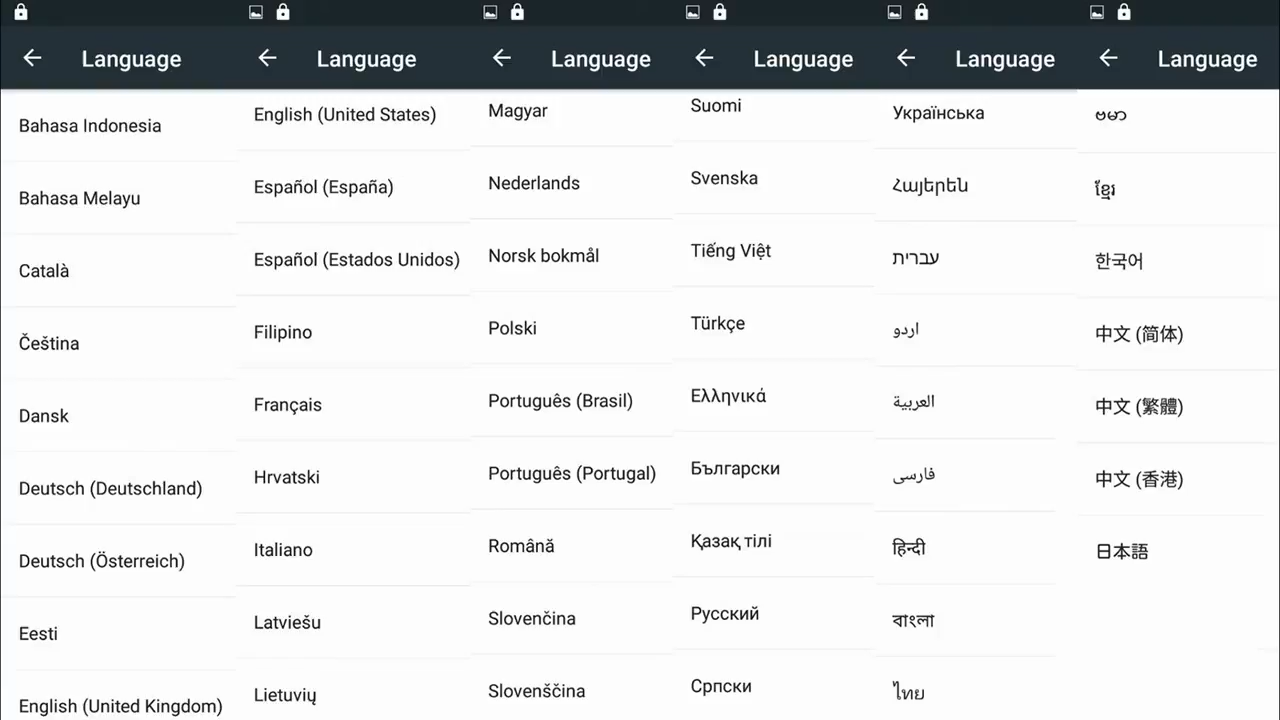 Language
Bahasa Indonesia
Bahasa Melayu
Català
Čeština
Dansk
Deutsch (Deutschland)
Deutsch (Österreich)
Eesti
English (United Kingdom)
Language
English (United States)
Español (España)
Español (Estados Unidos)
Filipino
Français
Hrvatski
Italiano
Latviešu
Lietuvių
Language
Magyar
Nederlands
Norsk bokmål
Polski
Português (Brasil)
Português (Portugal)
Română
Slovenčina
Slovenščina
Language
Suomi
Svenska
Tiếng Việt
Türkçe
Ελληνικά
Български
Қазақ тілі
Русский
Српски
Language
Українська
Հայերեն
עברית
اردو
العربية
فارسی
हिन्दी
বাংলা
ไทย
Language
ဗမာ
ខ្មែរ
한국어
中文 (简体)
中文 (繁體)
中文 (香港)
日本語